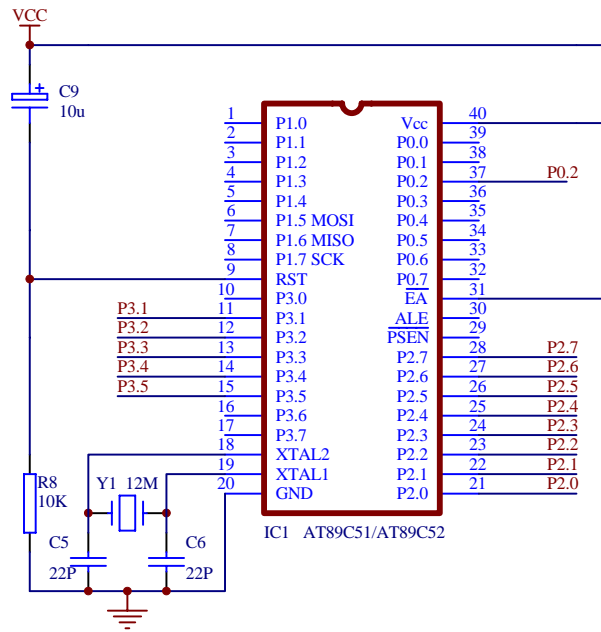 VCC
C9
10u
+
1 P1.0 Vcc 40
2 P1.1 P0.0 39
3 P1.2 P0.1 38
4 P1.3 P0.2 37 P0.2
5 P1.4 P0.3 36
6 P1.5 MOSI P0.4 35
7 P1.6 MISO P0.5 34
8 P1.7 SCK P0.6 33
9 RST P0.7 32
10 P3.0 EA 31
P3.1 11 P3.1 ALE 30
P3.2 12 P3.2 PSEN 29
P3.3 13 P3.3 P2.7 28 P2.7
P3.4 14 P3.4 P2.6 27 P2.6
P3.5 15 P3.5 P2.5 26 P2.5
16 P3.6 P2.4 25 P2.4
17 P3.7 P2.3 24 P2.3
18 XTAL2 P2.2 23 P2.2
19 XTAL1 P2.1 22 P2.1
20 GND P2.0 21 P2.0
R8
10K
Y1 12M
IC1 AT89C51/AT89C52
C5
22P
C6
22P